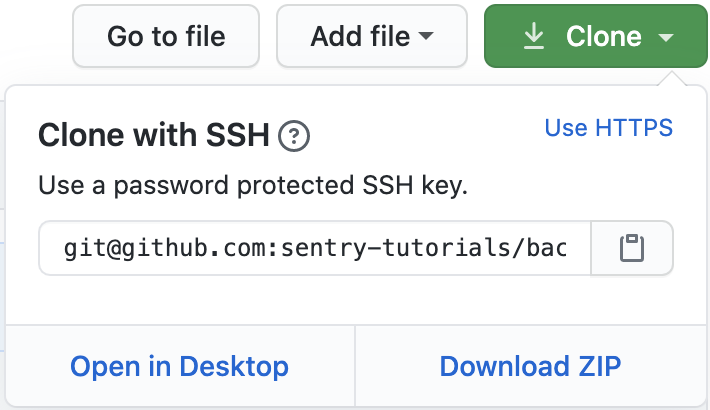 Go to file
Add file
Clone
Clone with SSH ?
Use HTTPS
Use a password protected SSH key.
git@github.com:sentry-tutorials/bac
Open in Desktop
Download ZIP